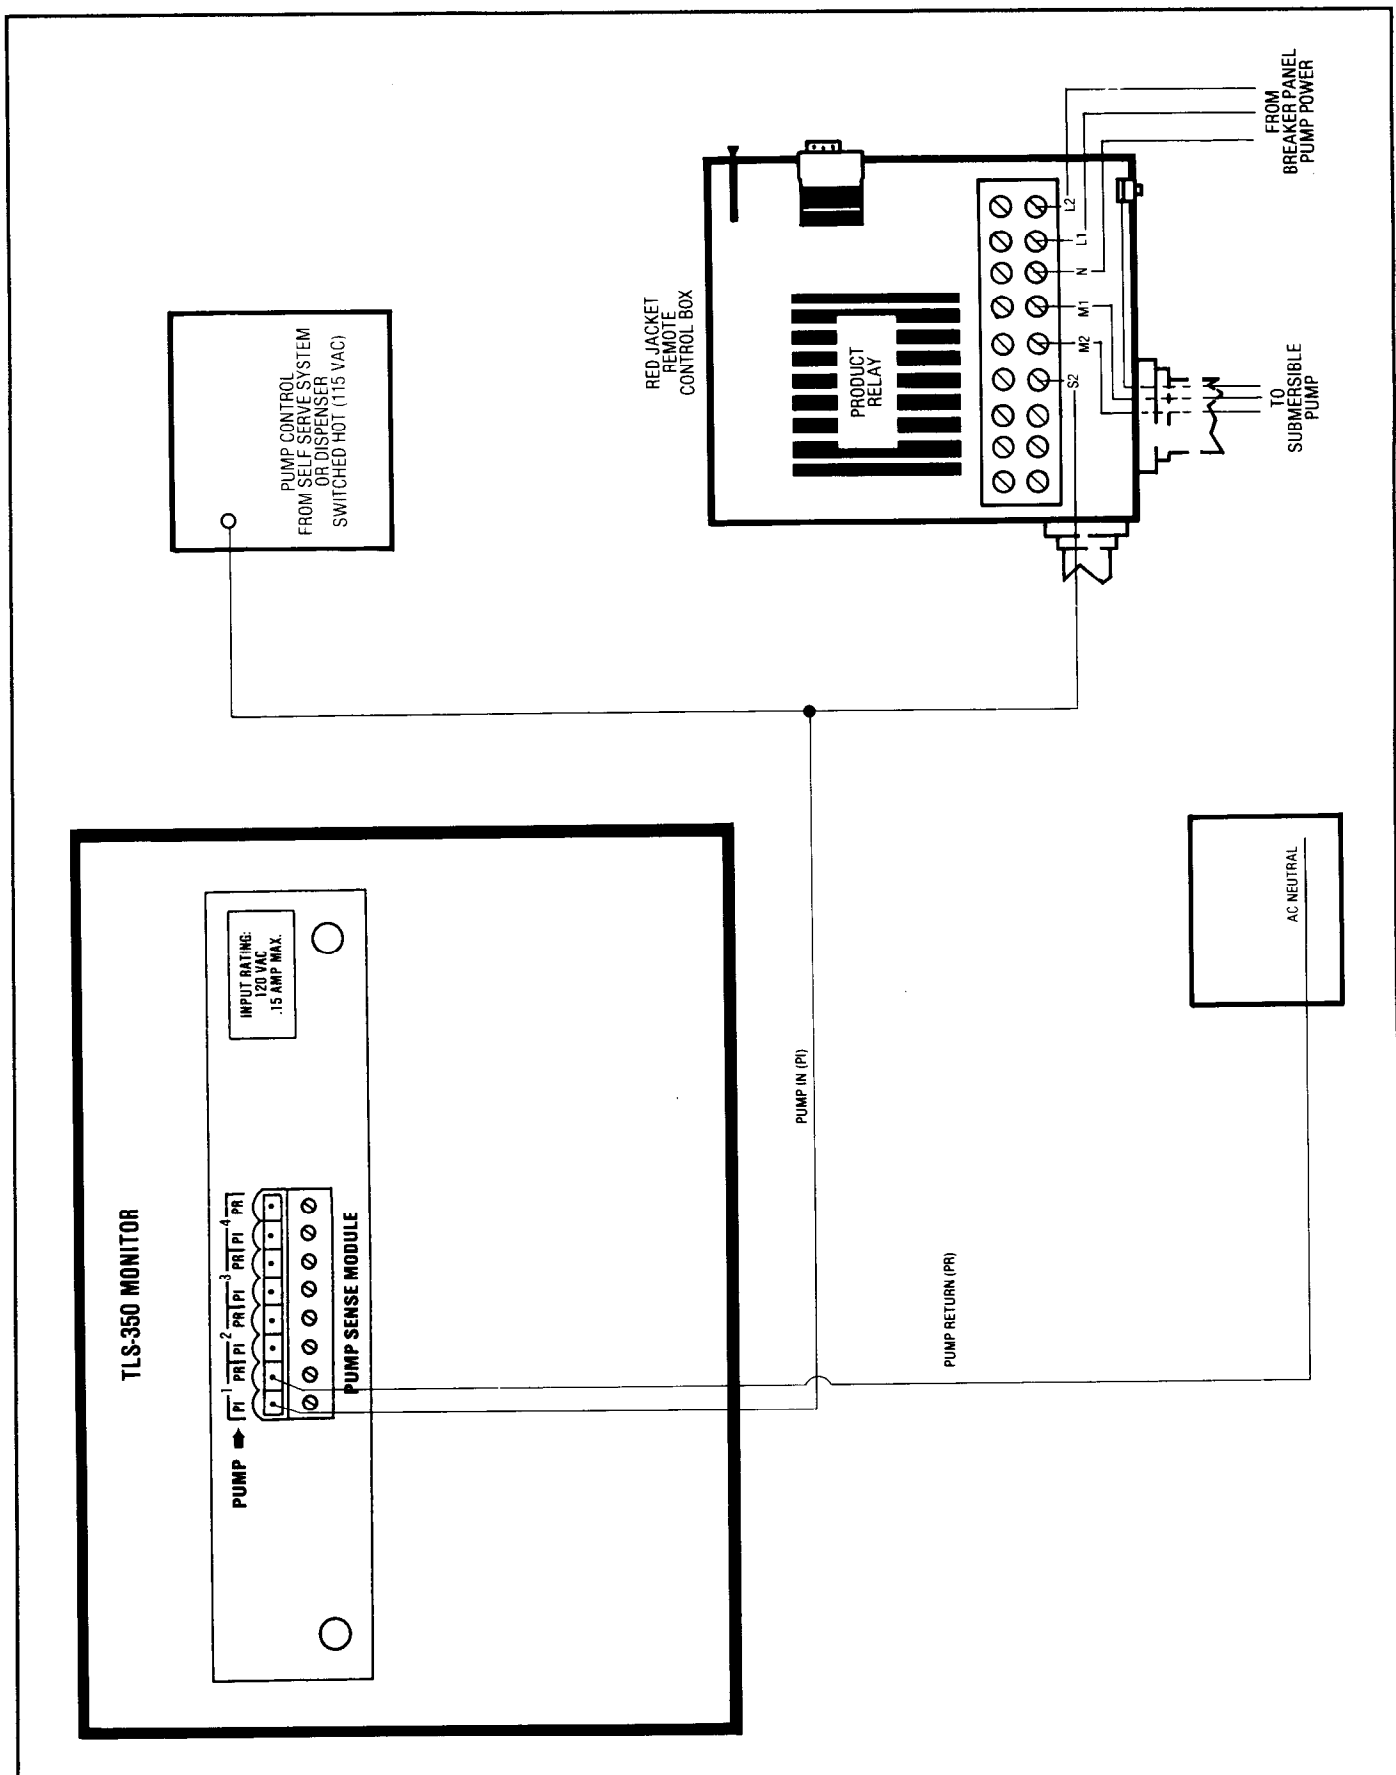 TLS-350 MONITOR
PUMP
1
2
3
4
PI
PR
PI
PR
PI
PR
PI
PR
INPUT RATING:
120 VAC
.15 AMP MAX.
PUMP SENSE MODULE
PUMP CONTROL
FROM SELF SERVE SYSTEM
OR DISPENSER
SWITCHED HOT (115 VAC)
RED JACKET
REMOTE
CONTROL BOX
PRODUCT
RELAY
S2
M2
M1
N
L1
L2
TO
SUBMERSIBLE
PUMP
FROM
BREAKER PANEL
PUMP POWER
PUMP IN (PI)
PUMP RETURN (PR)
AC NEUTRAL